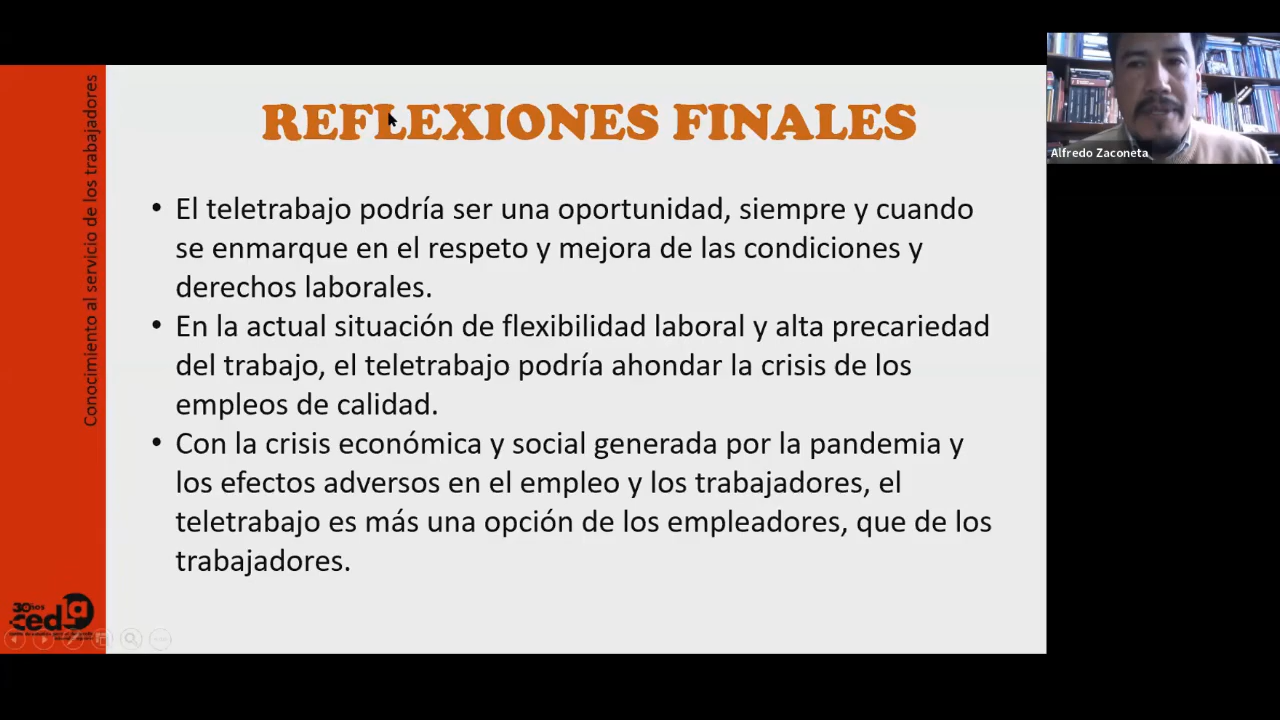 Conocimiento al servicio de los trabajadores
REFLEXIONES FINALES
• El teletrabajo podría ser una oportunidad, siempre y cuando
se enmarque en el respeto y mejora de las condiciones y
derechos laborales.
• En la actual situación de flexibilidad laboral y alta precariedad
del trabajo, el teletrabajo podría ahondar la crisis de los
empleos de calidad.
• Con la crisis económica y social generada por la pandemia y
los efectos adversos en el empleo y los trabajadores, el
teletrabajo es más una opción de los empleadores, que de los
trabajadores.
30años
cedla
Alfredo Zaconeta